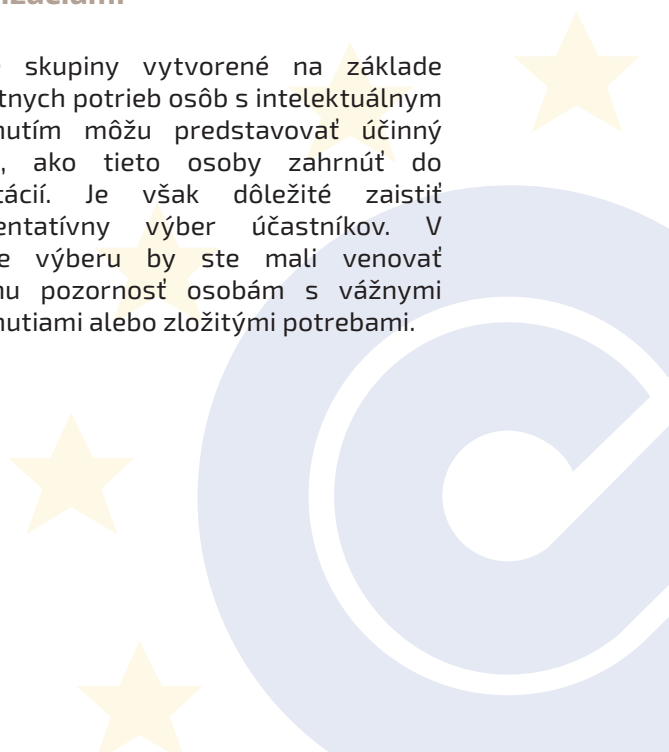 skupiny vytvorené na základe
tnych potrieb osôb s intelektuálnym
nutím môžu predstavovať účinný
, ako tieto osoby zahrnúť do
tácií. Je však dôležité zaistiť
entatívny výber účastníkov. V
e výberu by ste mali venovať
nu pozornosť osobám s vážnymi
nutiami alebo zložitými potrebami.